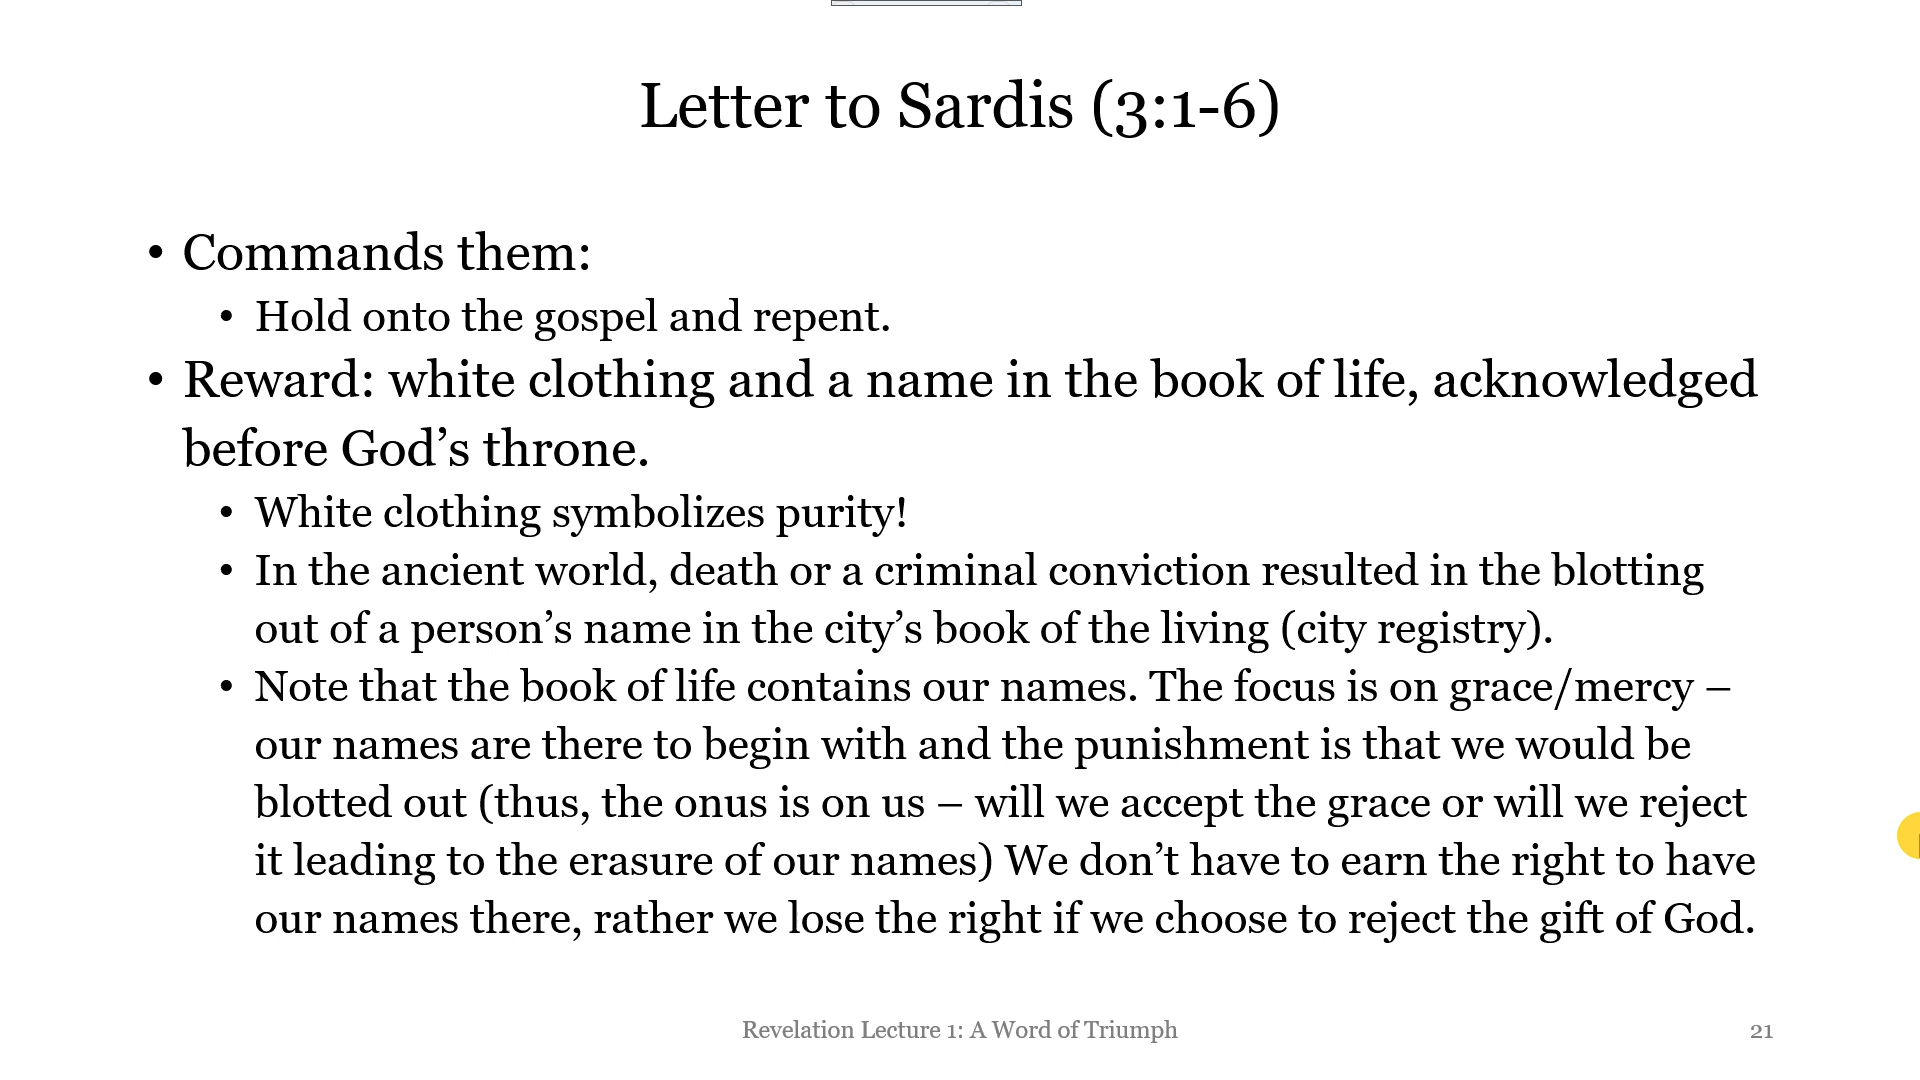 Letter to Sardis (3:1-6)
• Commands them:
• Hold onto the gospel and repent.
• Reward: white clothing and a name in the book of life, acknowledged
before God’s throne.
• White clothing symbolizes purity!
• In the ancient world, death or a criminal conviction resulted in the blotting
out of a person’s name in the city’s book of the living (city registry).
• Note that the book of life contains our names. The focus is on grace/mercy –
our names are there to begin with and the punishment is that we would be
blotted out (thus, the onus is on us – will we accept the grace or will we reject
it leading to the erasure of our names) We don’t have to earn the right to have
our names there, rather we lose the right if we choose to reject the gift of God.
Revelation Lecture 1: A Word of Triumph
21